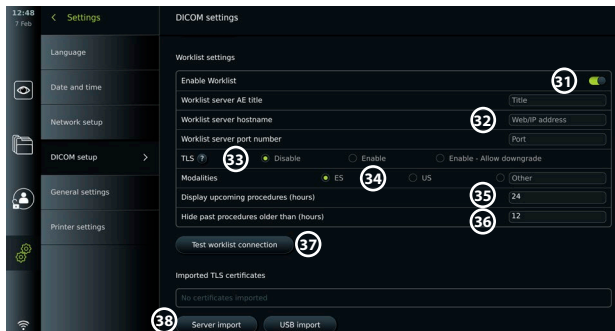 12:48
7 Feb
Settings
DICOM settings
Language
Date and time
Network setup
DICOM setup
General settings
Printer settings
Worklist settings
Enable Worklist 31
Worklist server AE title Title
Worklist server hostname 32 Web/IP address
Worklist server port number Port
TLS ? 33 Disable Enable Enable - Allow downgrade
Modalities ES 34 US Other
Display upcoming procedures (hours) 35 24
Hide past procedures older than (hours) 36 12
Test worklist connection 37
Imported TLS certificates
No certificates imported
38 Server import USB import